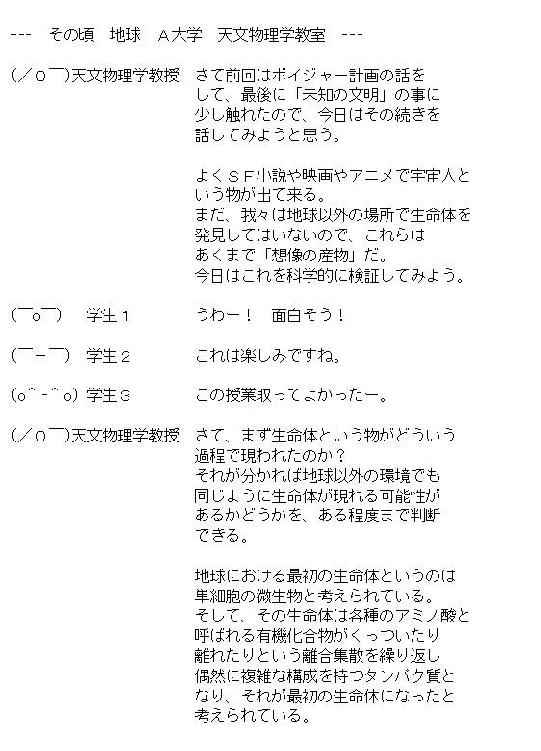 ---　その頃　地球　Ａ大学　天文物理学教室　---
(／０￣)天文物理学教授　さて前回はボイジャー計画の話を
して、最後に「未知の文明」の事に
少し触れたので、今日はその続きを
話してみようと思う。
よくＳＦ小説や映画やアニメで宇宙人と
いう物が出て来る。
まだ、我々は地球以外の場所で生命体を
発見してはいないので、これらは
あくまで「想像の産物」だ。
今日はこれを科学的に検証してみよう。
(￣o￣)　学生１　うわー！　面白そう！
(￣－￣)　学生２　これは楽しみですね。
(o＾-＾o) 学生３　この授業取ってよかったー。
(／０￣)天文物理学教授　さて、まず生命体という物がどういう
過程で現われたのか？
それが分かれば地球以外の環境でも
同じように生命体が現れる可能性が
あるかどうかを、ある程度まで判断
できる。
地球における最初の生命体というのは
単細胞の微生物と考えられている。
そして、その生命体は各種のアミノ酸と
呼ばれる有機化合物がくっついたり
離れたりという離合集散を繰り返し
偶然に複雑な構成を持つタンパク質と
なり、それが最初の生命体になったと
考えられている。